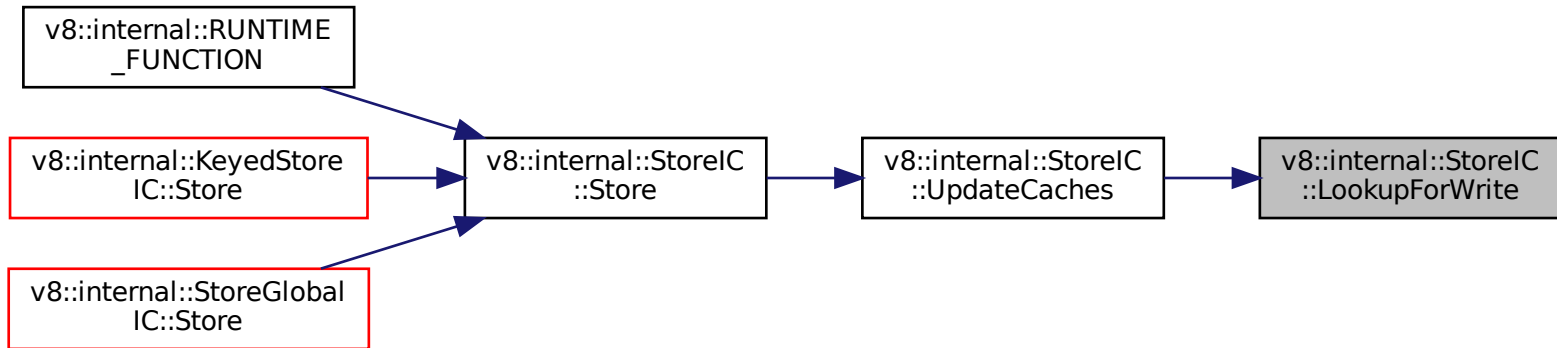 v8::internal::RUNTIME
_FUNCTION
v8::internal::KeyedStore
IC::Store
v8::internal::StoreGlobal
IC::Store
v8::internal::StoreIC
::Store
v8::internal::StoreIC
::UpdateCaches
v8::internal::StoreIC
::LookupForWrite